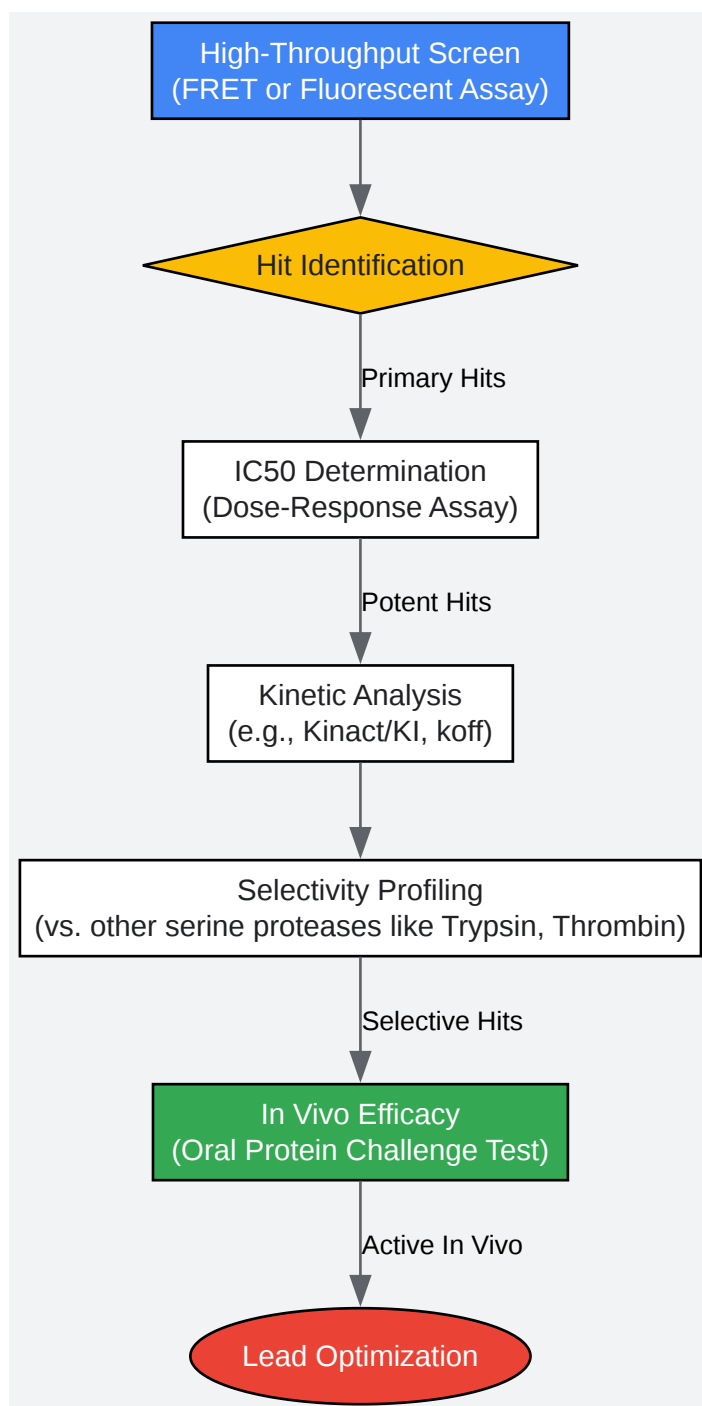 High-Throughput Screen
(FRET or Fluorescent Assay)
Hit Identification
Primary Hits
IC50 Determination
(Dose-Response Assay)
Potent Hits
Kinetic Analysis
(e.g., Kinact/KI, koff)
Selectivity Profiling
(vs. other serine proteases like Trypsin, Thrombin)
Selective Hits
In Vivo Efficacy
(Oral Protein Challenge Test)
Active In Vivo
Lead Optimization